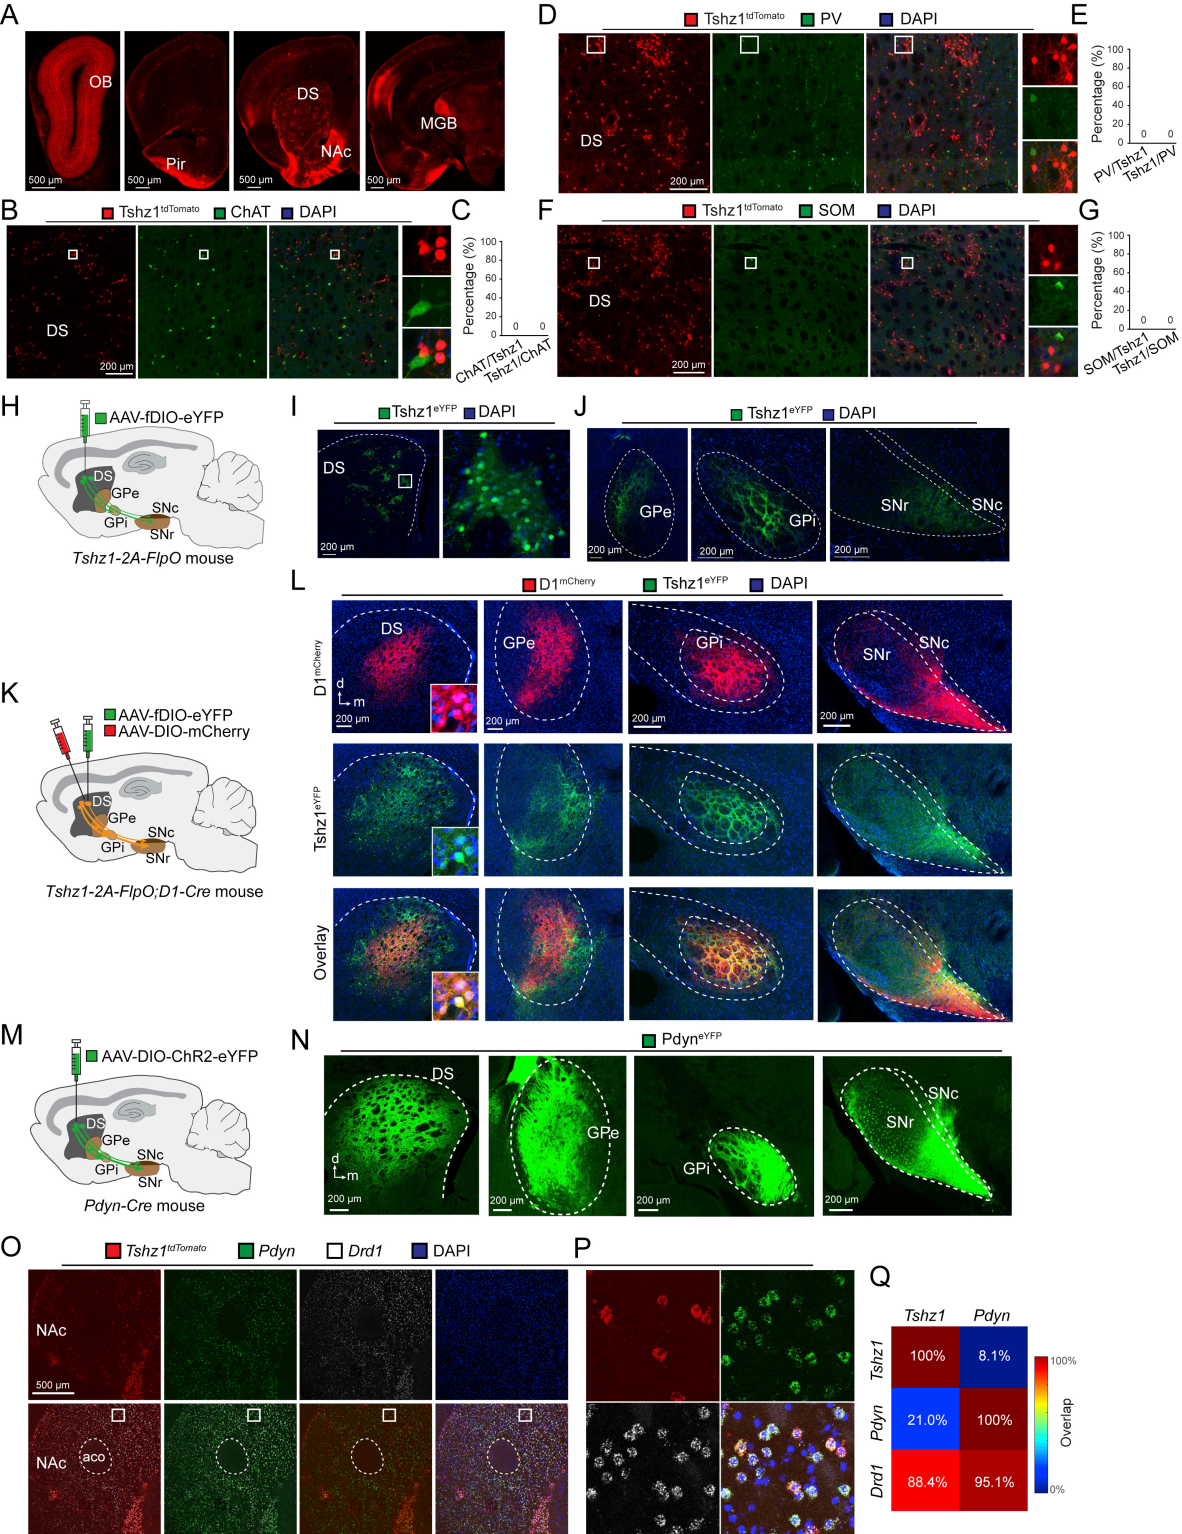 A
OB
500 µm
Pir
500 µm
DS
NAc
500 µm
MGB
500 µm
B
Tshz1tdTomato ChAT DAPI
DS
200 µm
C
Percentage (%)
100
80
60
40
20
0
0 0
ChAT/Tshz1
Tshz1/ChAT
D
Tshz1tdTomato PV DAPI
DS
200 µm
E
Percentage (%)
100
80
60
40
20
0
0 0
PV/Tshz1
Tshz1/PV
F
Tshz1tdTomato SOM DAPI
DS
200 µm
G
Percentage (%)
100
80
60
40
20
0
0 0
SOM/Tshz1
Tshz1/SOM
H
AAV-fDIO-eYFP
DS
GPe
GPi
SNc
SNr
Tshz1-2A-FlpO mouse
I
Tshz1eYFP DAPI
DS
200 µm
J
Tshz1eYFP DAPI
GPe
200 µm
GPi
200 µm
SNr
SNc
200 µm
K
AAV-fDIO-eYFP
AAV-DIO-mCherry
DS
GPe
GPi
SNc
SNr
Tshz1-2A-FlpO;D1-Cre mouse
L
D1mCherry Tshz1eYFP DAPI
D1mCherry
DS
d
m
200 µm
GPe
200 µm
GPi
200 µm
SNr
SNc
200 µm
Tshz1eYFP
Overlay
M
AAV-DIO-ChR2-eYFP
DS
GPe
GPi
SNc
SNr
Pdyn-Cre mouse
N
PdyneYFP
DS
d
m
200 µm
GPe
200 µm
GPi
200 µm
SNr
SNc
200 µm
O
Tshz1tdTomato Pdyn Drd1 DAPI
NAc
500 µm
NAc
aco
P
Q
Tshz1 Pdyn
Tshz1
100% 8.1%
Pdyn
21.0% 100%
Drd1
88.4% 95.1%
100%
Overlap
0%